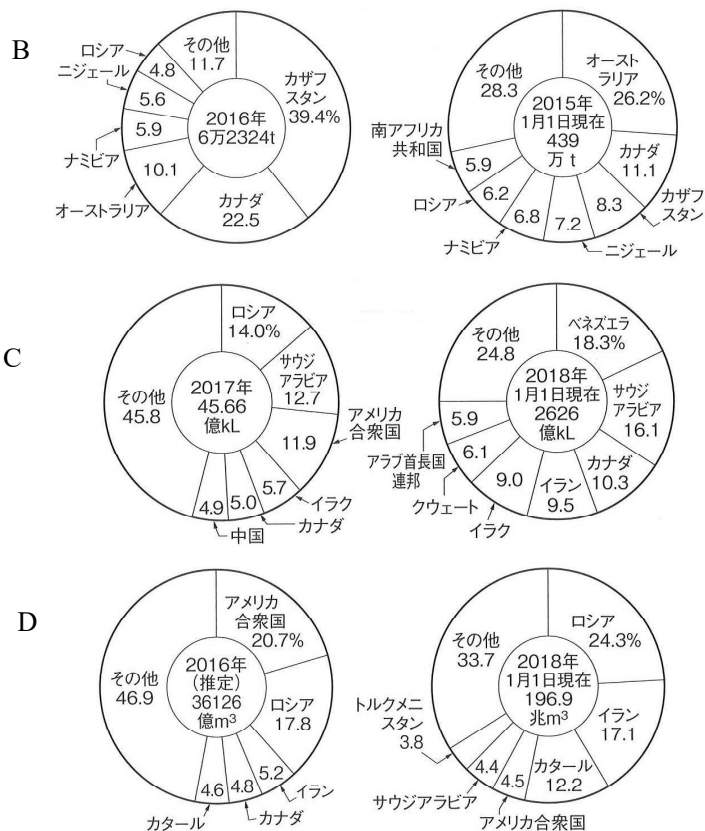 B
ロシア
ニジェール
ナミビア
オーストラリア
その他
11.7
4.8
5.6
5.9
10.1
カナダ
22.5
カザフ
スタン
39.4%
2016年
6万2324t
その他
28.3
オースト
ラリア
26.2%
カナダ
11.1
カザフ
スタン
8.3
ニジェール
7.2
ナミビア
6.8
ロシア
6.2
南アフリカ
共和国
5.9
2015年
1月1日現在
439
万t
C
ロシア
14.0%
サウジ
アラビア
12.7
アメリカ
合衆国
11.9
イラク
5.7
カナダ
5.0
中国
4.9
その他
45.8
2017年
45.66
億kL
ベネズエラ
18.3%
サウジ
アラビア
16.1
カナダ
10.3
イラン
9.5
イラク
9.0
クウェート
6.1
アラブ首長国
連邦
5.9
その他
24.8
2018年
1月1日現在
2626
億kL
D
アメリカ
合衆国
20.7%
ロシア
17.8
イラン
5.2
カナダ
4.8
カタール
4.6
その他
46.9
2016年
(推定)
36126
億m³
ロシア
24.3%
イラン
17.1
カタール
12.2
アメリカ合衆国
4.5
サウジアラビア
4.4
トルクメニ
スタン
3.8
その他
33.7
2018年
1月1日現在
196.9
兆m³